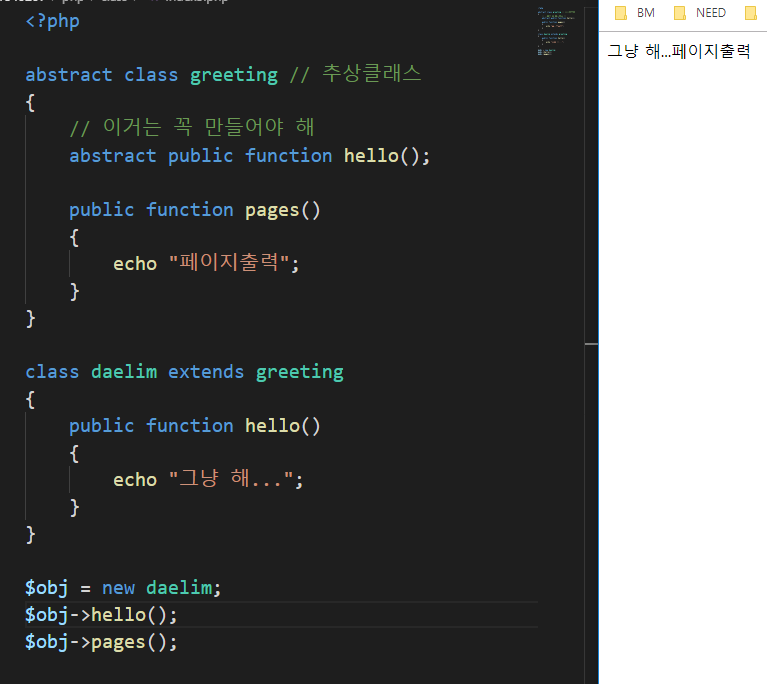 <?php
abstract class greeting // 추상클래스
{
    // 이거는 꼭 만들어야 해
    abstract public function hello();
    public function pages()
    {
        echo "페이지출력";
    }
}
class daelim extends greeting
{
    public function hello()
    {
        echo "그냥 해...";
    }
}
$obj = new daelim;
$obj->hello();
$obj->pages();
BM NEED
그냥 해...페이지출력